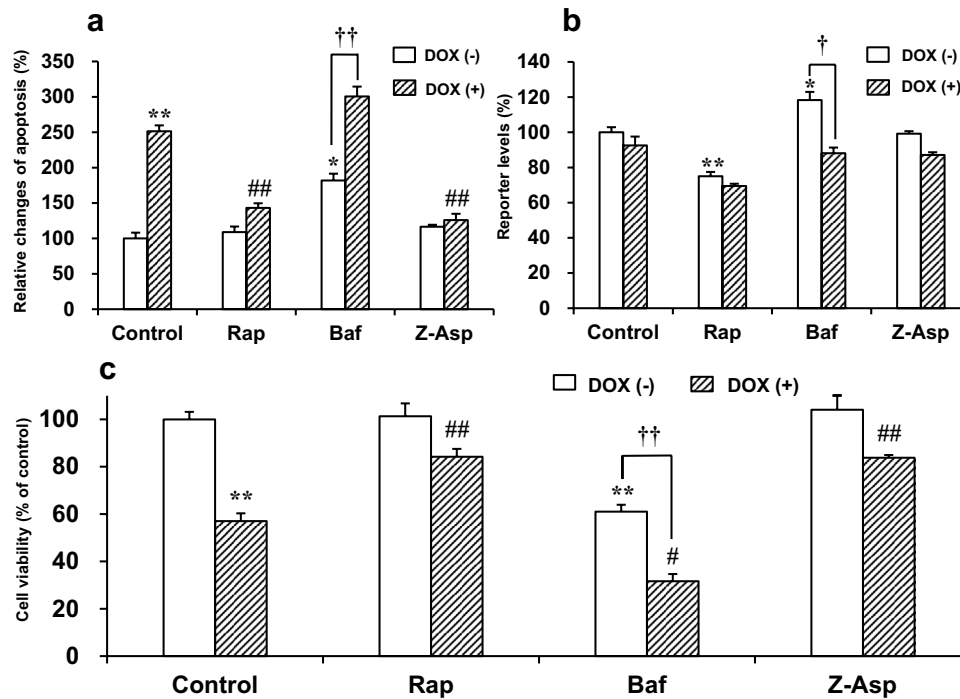 a
Relative changes of apoptosis (%)
350
300
250
200
150
100
50
0
DOX (-)
DOX (+)
**
##
*
††
##
Control Rap Baf Z-Asp
b
Reporter levels (%)
140
120
100
80
60
40
20
0
DOX (-)
DOX (+)
**
*
†
Control Rap Baf Z-Asp
c
Cell viability (% of control)
100
80
60
40
20
0
DOX (-) DOX (+)
**
##
**
††
#
##
Control Rap Baf Z-Asp